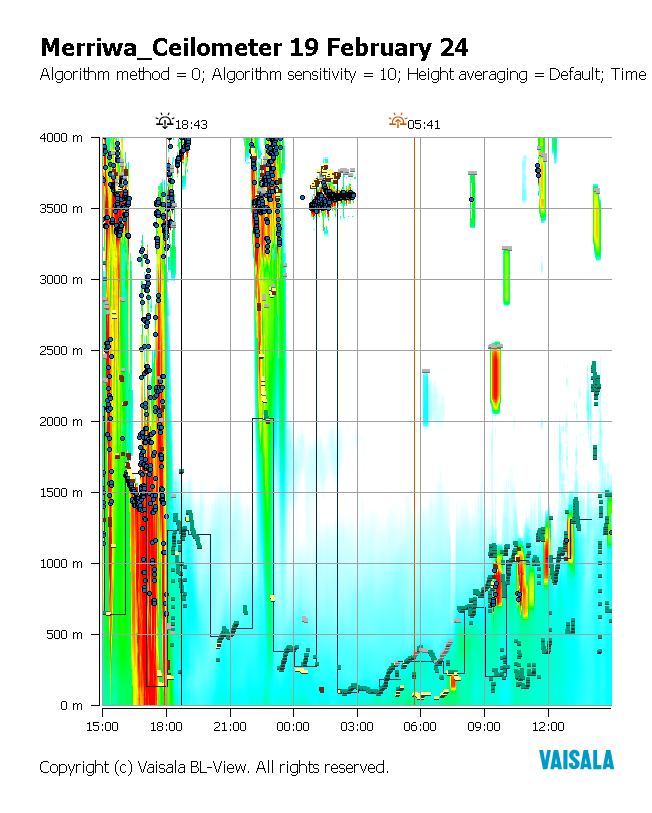 Merriwa_Ceilometer 19 February 24
Algorithm method = 0; Algorithm sensitivity = 10; Height averaging = Default; Time
18:43 05:41
4000 m
3500 m
3000 m
2500 m
2000 m
1500 m
1000 m
500 m
0 m
15:00 18:00 21:00 00:00 03:00 06:00 09:00 12:00
Copyright (c) Vaisala BL-View. All rights reserved.
VAISALA